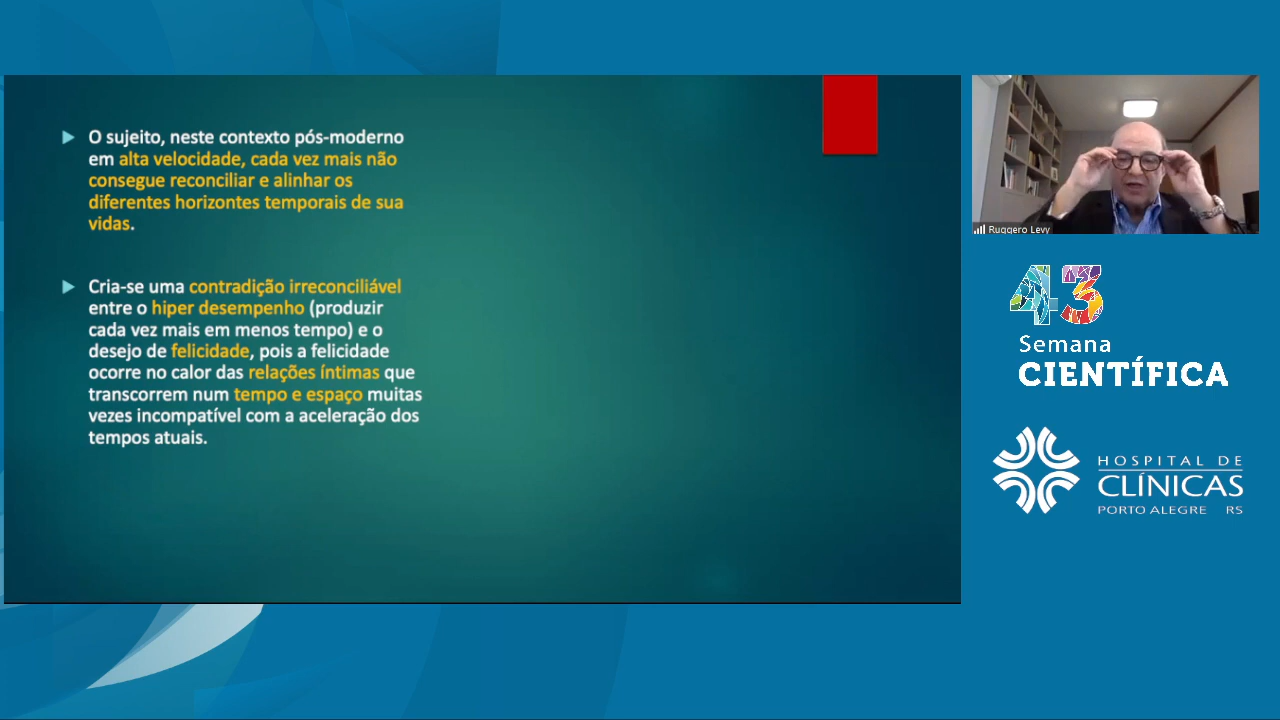 O sujeito, neste contexto pós-moderno
em alta velocidade, cada vez mais não
consegue reconciliar e alinhar os
diferentes horizontes temporais de sua
vidas.
Cria-se uma contradição irreconciliável
entre o hiper desempenho (produzir
cada vez mais em menos tempo) e o
desejo de felicidade, pois a felicidade
ocorre no calor das relações íntimas que
transcorrem num tempo e espaço muitas
vezes incompatível com a aceleração dos
tempos atuais.
Ruggero Levy
43
Semana
CIENTÍFICA
HOSPITAL DE
CLÍNICAS
PORTO ALEGRE RS